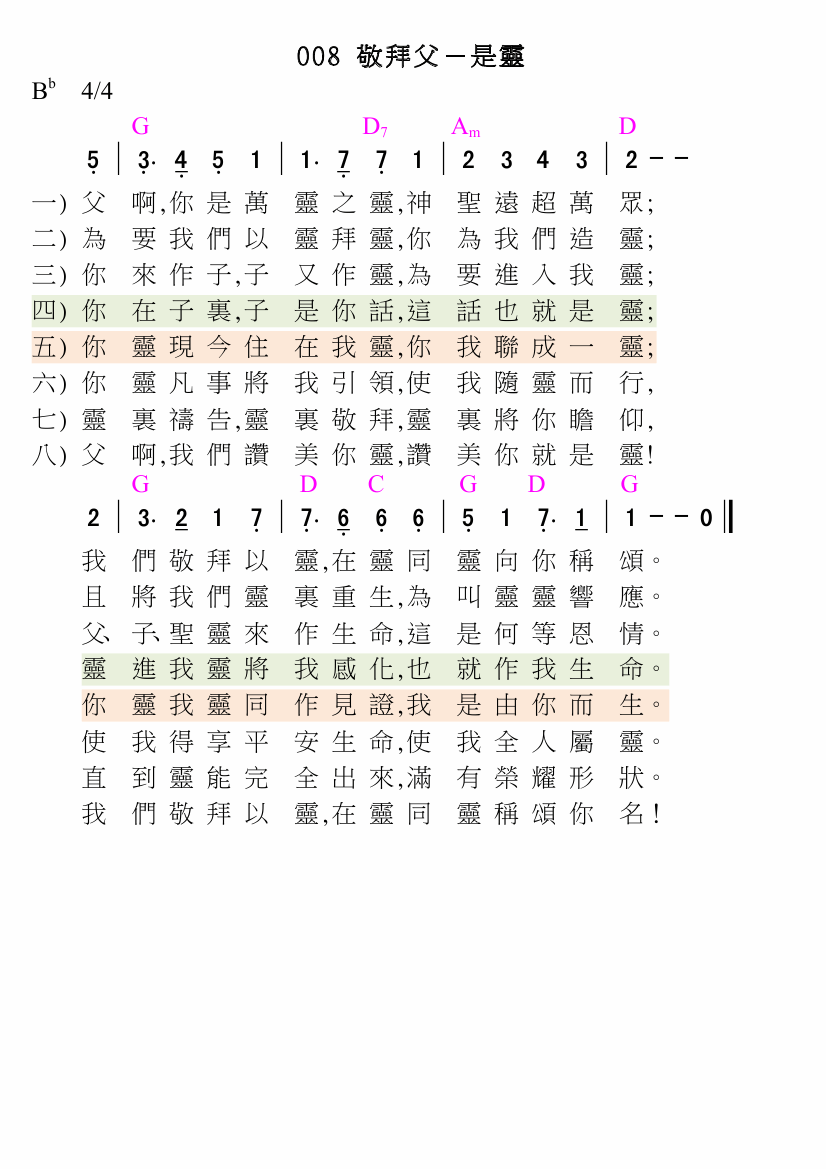 008 敬拜父－是靈
Bb 4/4
G D7 Am D
5 | 3· 4 5 1 | 1· 7 7 1 | 2 3 4 3 | 2 － －
一) 父 啊,你 是 萬 靈 之 靈,神 聖 遠 超 萬 眾;
二) 為 要 我 們 以 靈 拜 靈,你 為 我 們 造 靈;
三) 你 來 作 子,子 又 作 靈,為 要 進 入 我 靈;
四) 你 在 子 裏,子 是 你 話,這 話 也 就 是 靈;
五) 你 靈 現 今 住 在 我 靈,你 我 聯 成 一 靈;
六) 你 靈 凡 事 將 我 引 領,使 我 隨 靈 而 行,
七) 靈 裏 禱 告,靈 裏 敬 拜,靈 裏 將 你 瞻 仰,
八) 父 啊,我 們 讚 美 你 靈,讚 美 你 就 是 靈!
G D C G D G
2 | 3· 2 1 7 | 7· 6 6 6 | 5 1 7· 1 | 1 － － 0 ‖
我 們 敬 拜 以 靈,在 靈 同 靈 向 你 稱 頌。
且 將 我 們 靈 裏 重 生,為 叫 靈 靈 響 應。
父、子、聖 靈 來 作 生 命,這 是 何 等 恩 情。
靈 進 我 靈 將 我 感 化,也 就 作 我 生 命。
你 靈 我 靈 同 作 見 證,我 是 由 你 而 生。
使 我 得 享 平 安 生 命,使 我 全 人 屬 靈。
直 到 靈 能 完 全 出 來,滿 有 榮 耀 形 狀。
我 們 敬 拜 以 靈,在 靈 同 靈 稱 頌 你 名!